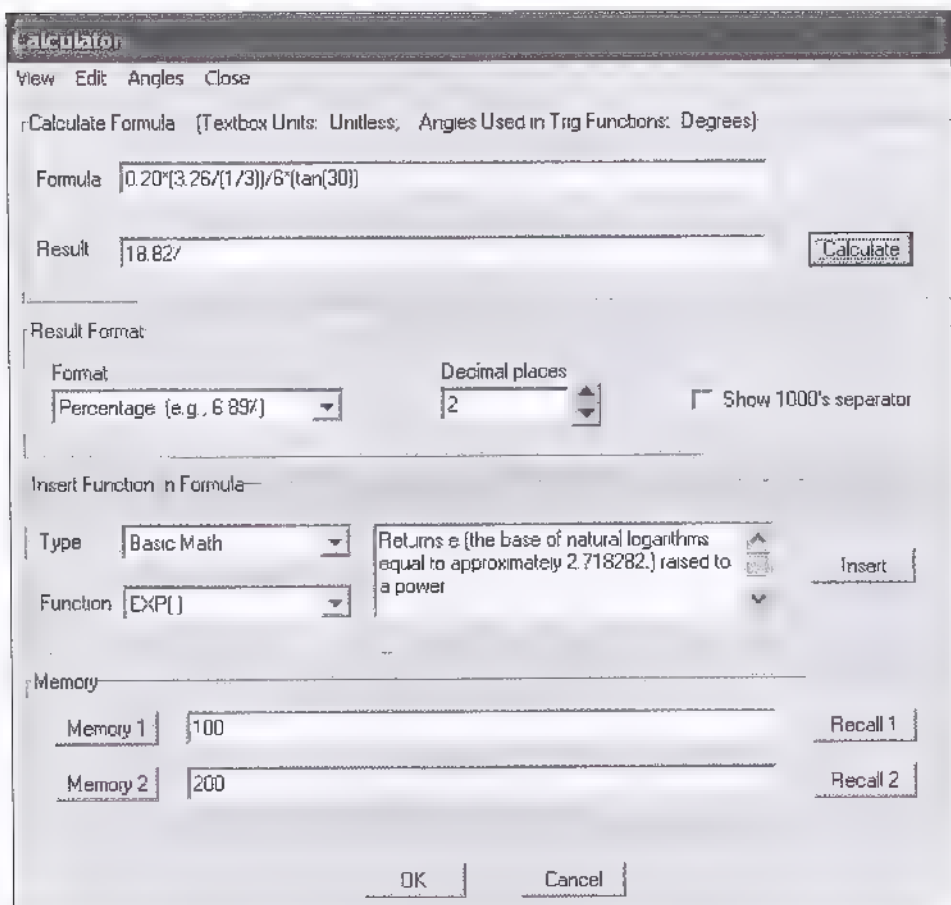 Calculator
View Edit Angles Close
Calculate Formula (Textbox Units: Unitless; Angles Used in Trig Functions: Degrees)
Formula 0.20*(3.26/(1/3))/6*(tan(30))
Result 18.82% Calculate
Result Format
Format Decimal places
Percentage (e.g., 6.89%) 2 Show 1000's separator
Insert Function in Formula
Type Basic Math Returns e (the base of natural logarithms
equal to approximately 2.718282.) raised to
a power
Insert
Function EXP( )
Memory
Memory 1 100 Recall 1
Memory 2 200 Recall 2
OK Cancel